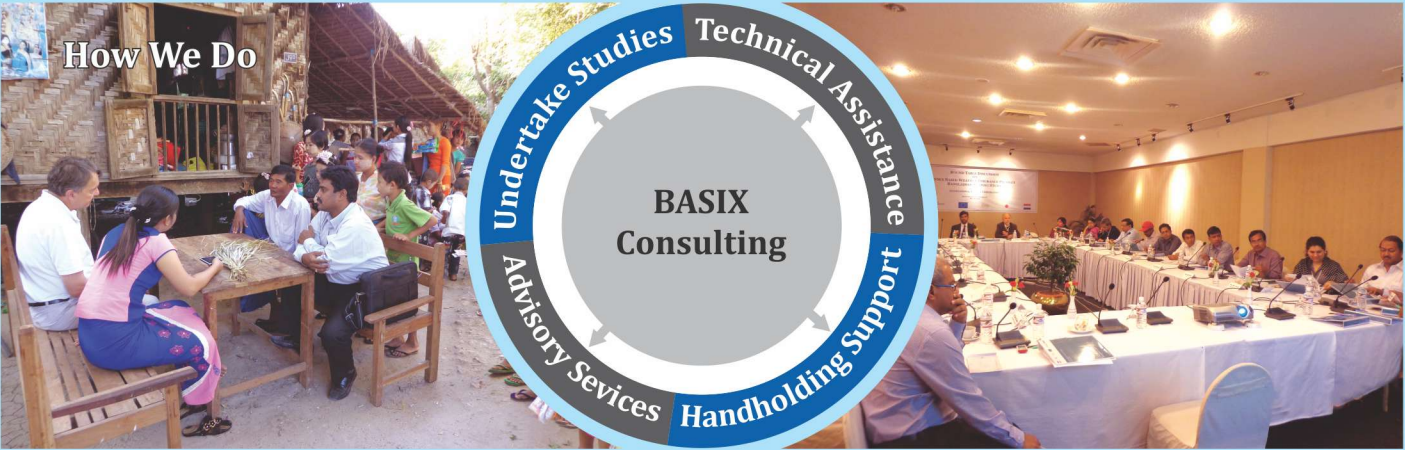 How We Do
Undertake Studies
Technical Assistance
BASIX
Consulting
Advisory Sevices
Handholding Support